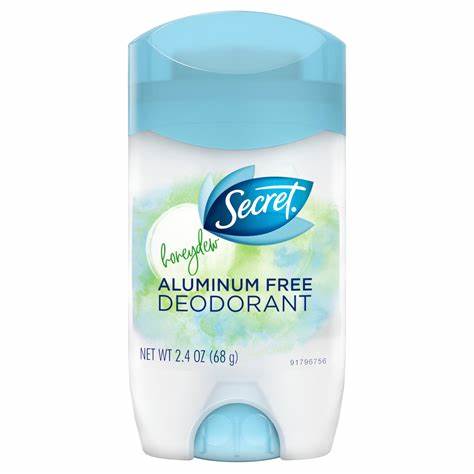 Secret.
honeydew
ALUMINUM FREE
DEODORANT
NET WT 2.4 OZ (68 g)
91796756